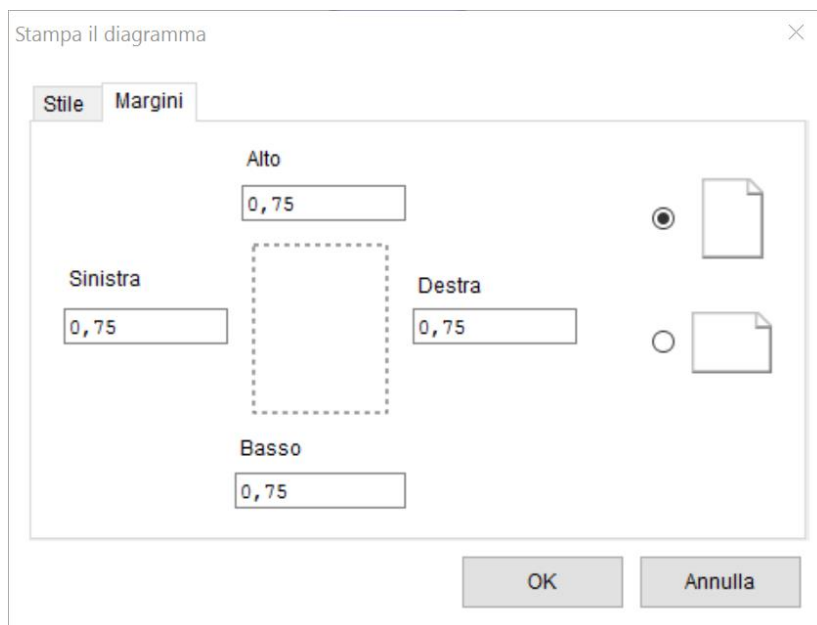 Stampa il diagramma
Stile
Margini
Alto
0,75
Sinistra
0,75
Destra
0,75
Basso
0,75
OK
Annulla